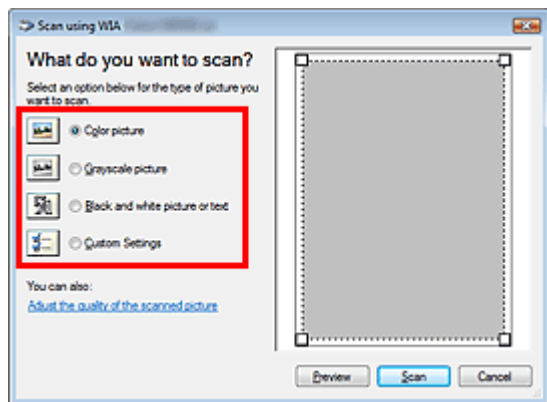 Scan using WIA
What do you want to scan?
Select an option below for the type of picture you
want to scan.
Color picture
Grayscale picture
Black and white picture or text
Custom Settings
You can also:
Adjust the quality of the scanned picture
Preview
Scan
Cancel